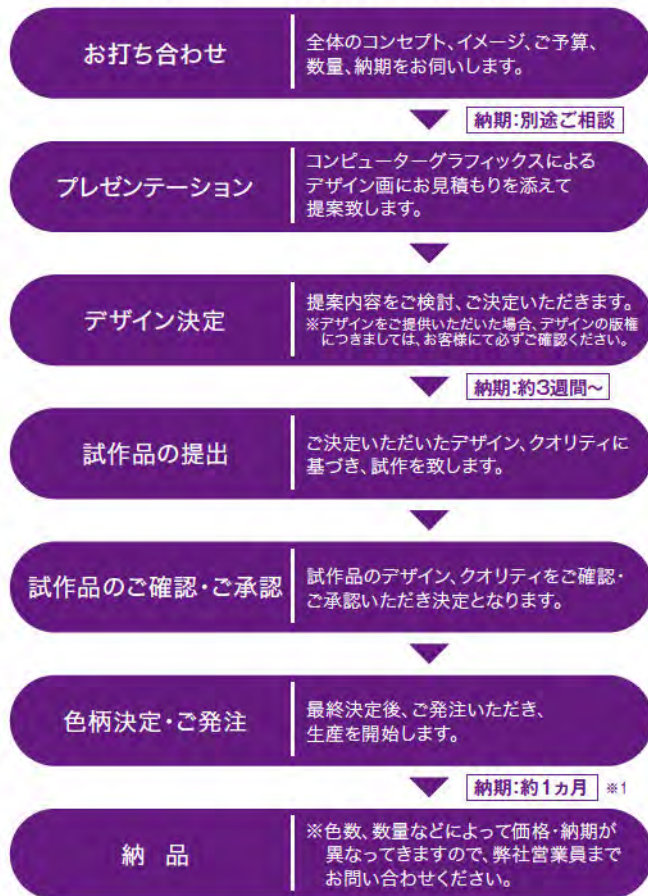 お打ち合わせ
全体のコンセプト、イメージ、ご予算、
数量、納期をお伺いします。
納期:別途ご相談
プレゼンテーション
コンピューターグラフィックスによる
デザイン画にお見積もりを添えて
提案致します。
デザイン決定
提案内容をご検討、ご決定いただきます。
※デザインをご提供いただいた場合、デザインの版権
につきましては、お客様にて必ずご確認ください。
納期:約3週間~
試作品の提出
ご決定いただいたデザイン、クオリティに
基づき、試作を致します。
試作品のご確認・ご承認
試作品のデザイン、クオリティをご確認・
ご承認いただき決定となります。
色柄決定・ご発注
最終決定後、ご発注いただき、
生産を開始します。
納期:約1ヵ月 ※1
納 品
※色数、数量などによって価格・納期が
異なってきますので、弊社営業員まで
お問い合わせください。